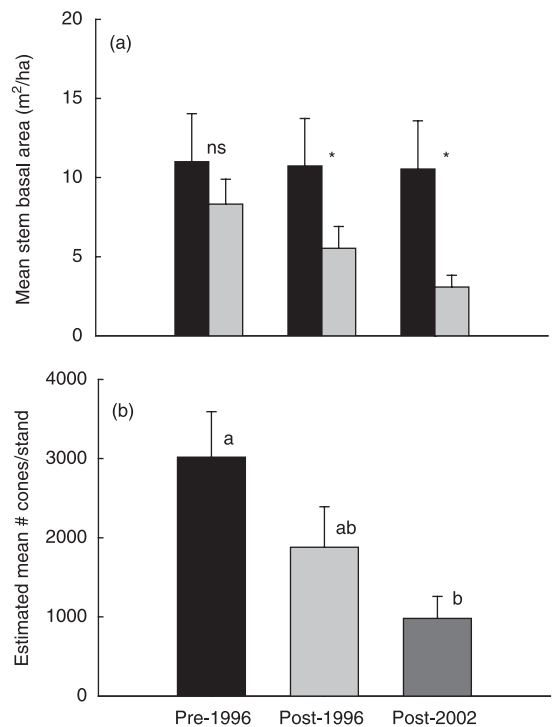 20
(a)
Mean stem basal area (m²/ha)
15
ns
*
*
10
5
0
4000
(b)
Estimated mean # cones/stand
a
3000
ab
2000
b
1000
0
Pre-1996 Post-1996 Post-2002